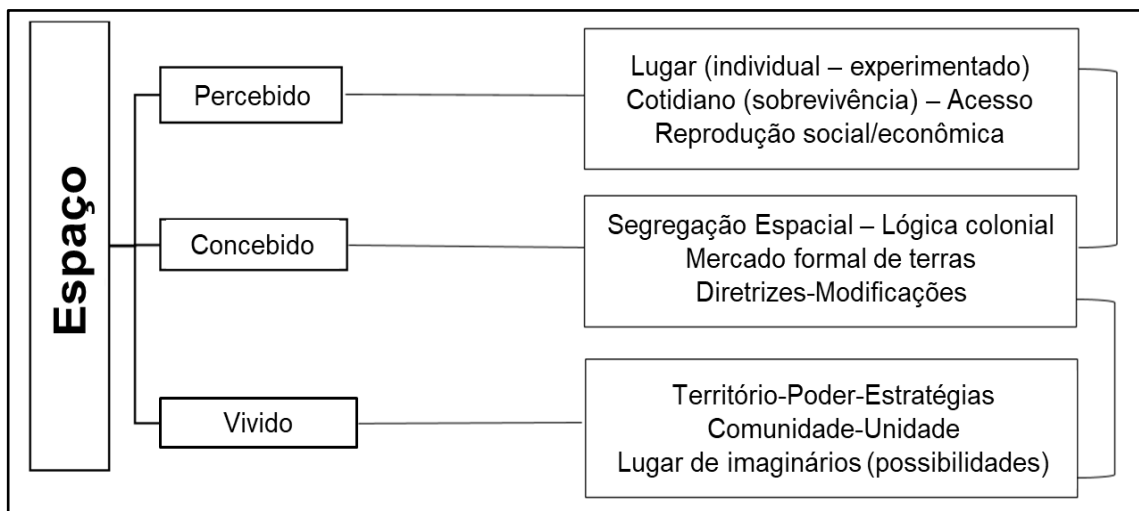 Espaço
Percebido
Lugar (individual – experimentado)
Cotidiano (sobrevivência) – Acesso
Reprodução social/econômica
Concebido
Segregação Espacial – Lógica colonial
Mercado formal de terras
Diretrizes-Modificações
Vivido
Território-Poder-Estratégias
Comunidade-Unidade
Lugar de imaginários (possibilidades)